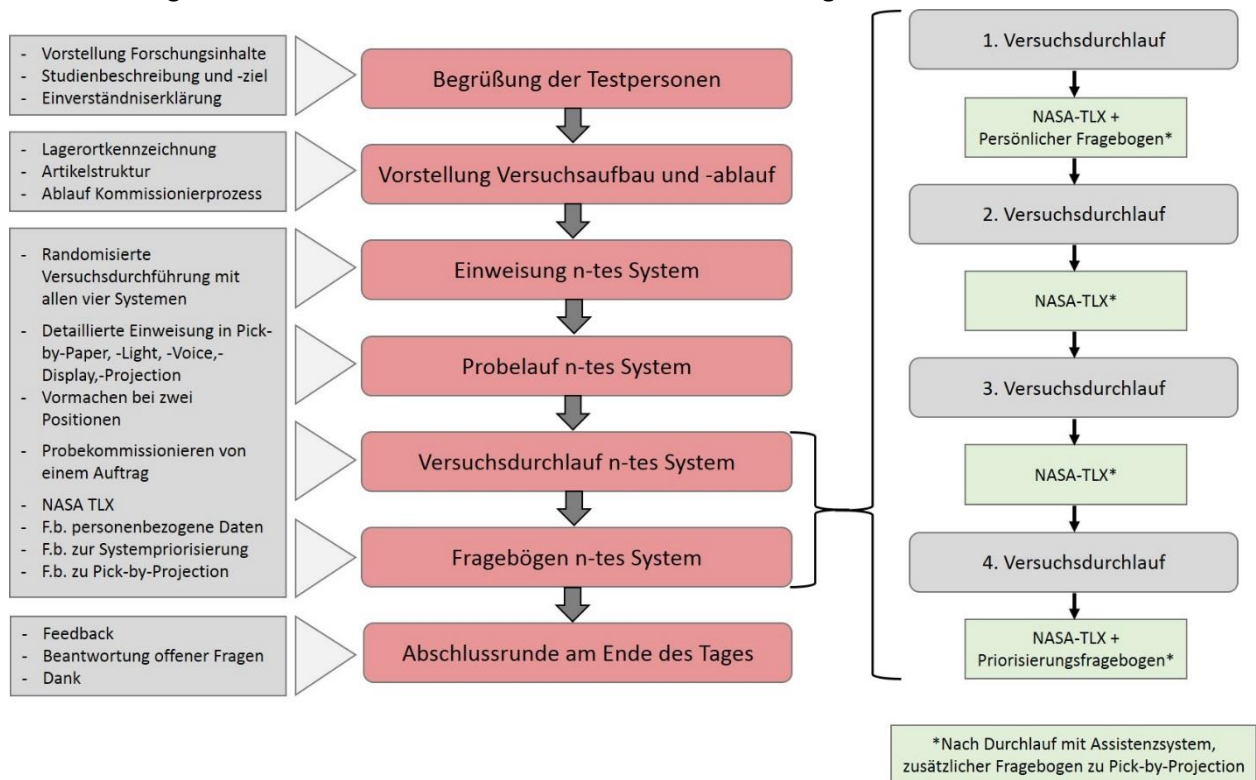 - Vorstellung Forschungsinhalte
- Studienbeschreibung und -ziel
- Einverständniserklärung
Begrüßung der Testpersonen
- Lagerortkennzeichnung
- Artikelstruktur
- Ablauf Kommissionierprozess
Vorstellung Versuchsaufbau und -ablauf
- Randomisierte
Versuchsdurchführung mit
allen vier Systemen
- Detaillierte Einweisung in Pick-
by-Paper, -Light, -Voice,-
Display,-Projection
- Vormachen bei zwei
Positionen
- Probekommissionieren von
einem Auftrag
- NASA TLX
- F.b. personenbezogene Daten
- F.b. zur Systempriorisierung
- F.b. zu Pick-by-Projection
Einweisung n-tes System
Probelauf n-tes System
Versuchsdurchlauf n-tes System
Fragebögen n-tes System
- Feedback
- Beantwortung offener Fragen
- Dank
Abschlussrunde am Ende des Tages
1. Versuchsdurchlauf
NASA-TLX +
Persönlicher Fragebogen*
2. Versuchsdurchlauf
NASA-TLX*
3. Versuchsdurchlauf
NASA-TLX*
4. Versuchsdurchlauf
NASA-TLX +
Priorisierungsfragebogen*
*Nach Durchlauf mit Assistenzsystem,
zusätzlicher Fragebogen zu Pick-by-Projection